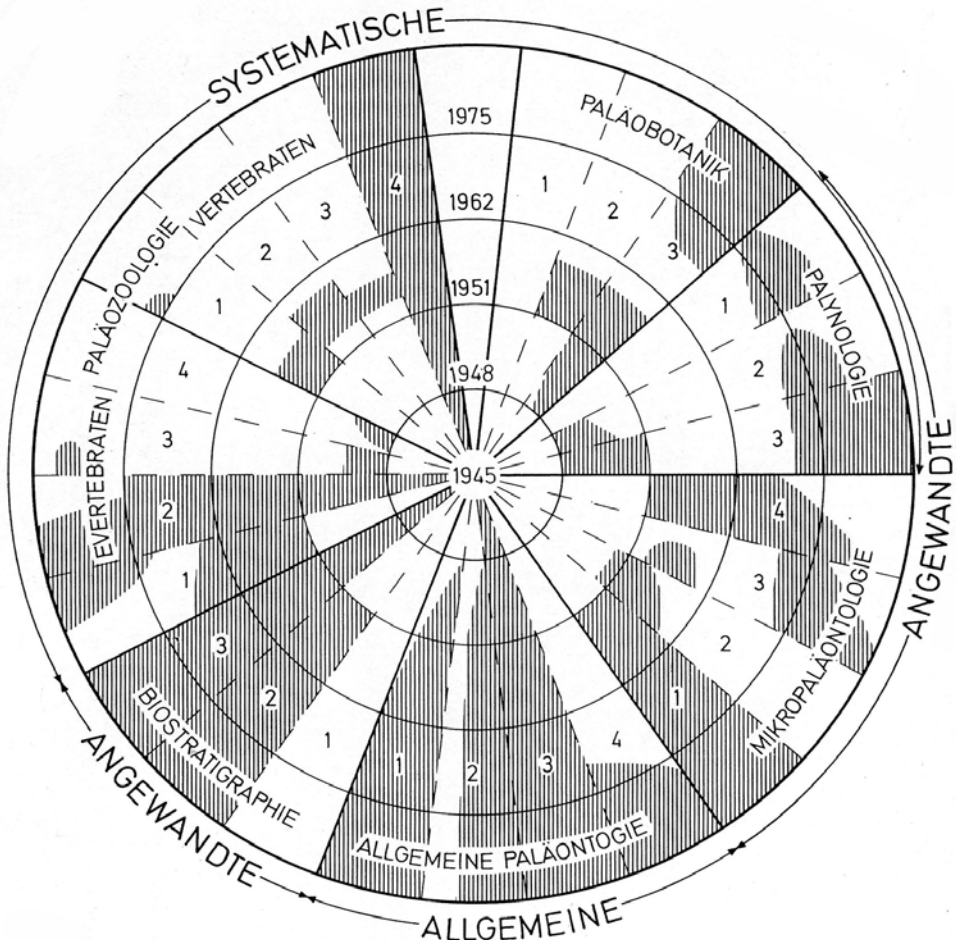 SYSTEMATISCHE
1975
1962
1951
1948
1945
PALÄOBOTANIK
1
2
3
PALYNOLOGIE
1
2
3
ANGEWANDTE
MIKROPALÄONTOLOGIE
4
3
2
1
ALLGEMEINE PALÄONTOGIE
4
3
2
1
ALLGEMEINE
BIOSTRATIGRAPHIE
1
2
3
ANGEWANDTE
EVERTEBRATEN
1
2
3
4
PALÄOZOOLOGIE
VERTEBRATEN
1
2
3
4